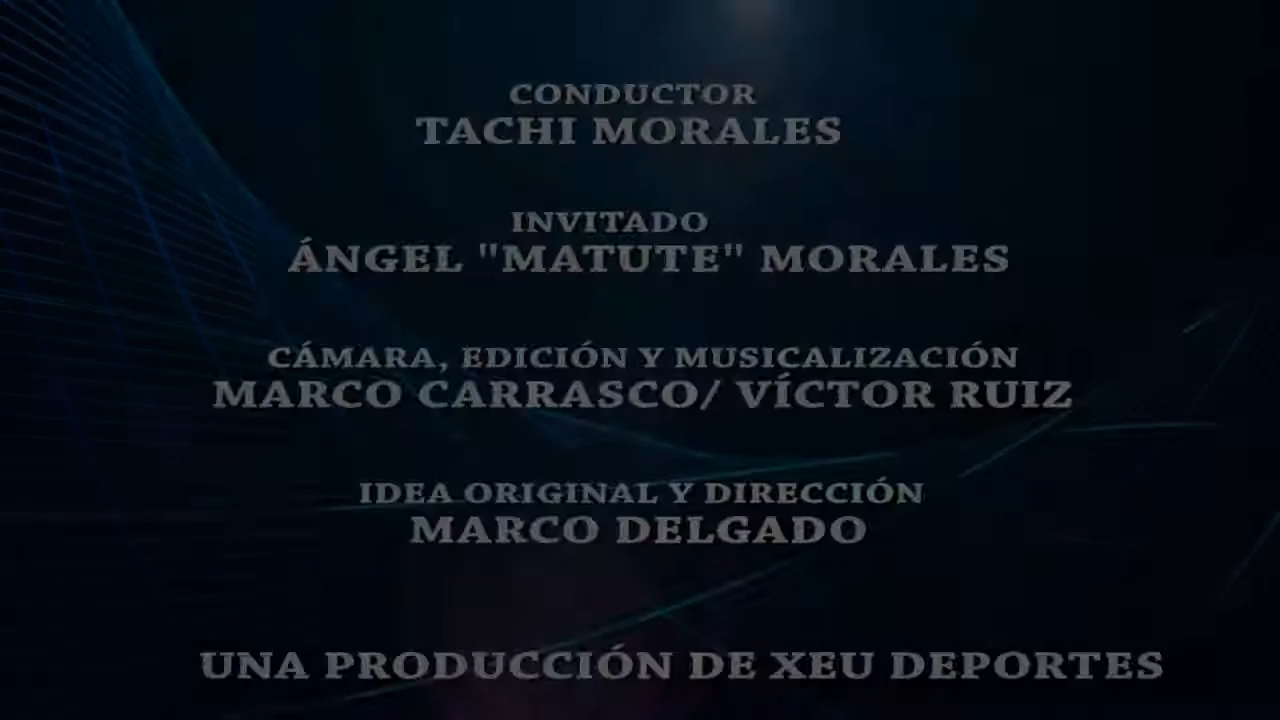 CONDUCTOR
TACHI MORALES
INVITADO
ÁNGEL "MATUTE" MORALES
CÁMARA, EDICIÓN Y MUSICALIZACIÓN
MARCO CARRASCO/ VÍCTOR RUIZ
IDEA ORIGINAL Y DIRECCIÓN
MARCO DELGADO
UNA PRODUCCIÓN DE XEU DEPORTES